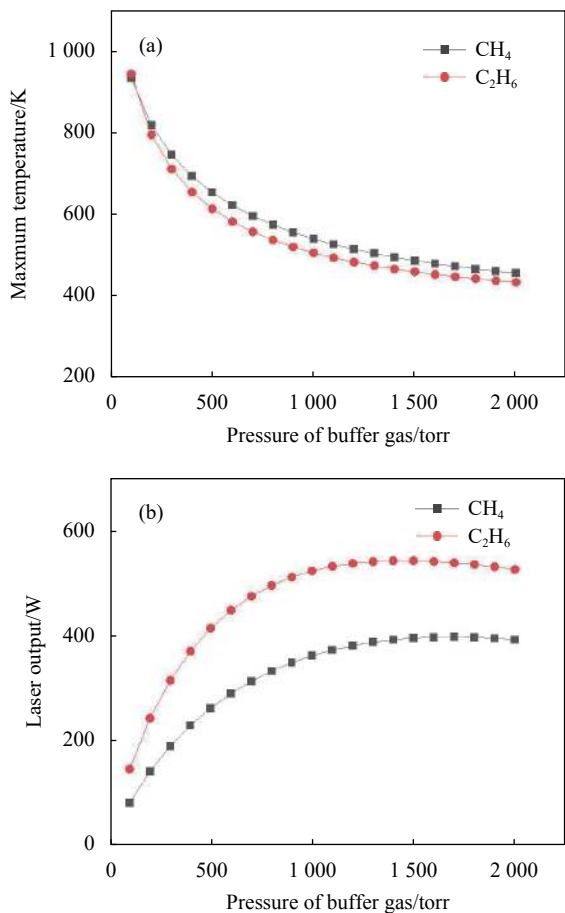 (a)
CH₄
C₂H₆
1 000
800
600
400
200
Maxmum temperature/K
0 500 1 000 1 500 2 000
Pressure of buffer gas/torr
(b)
CH₄
C₂H₆
600
400
200
0
Laser output/W
0 500 1 000 1 500 2 000
Pressure of buffer gas/torr